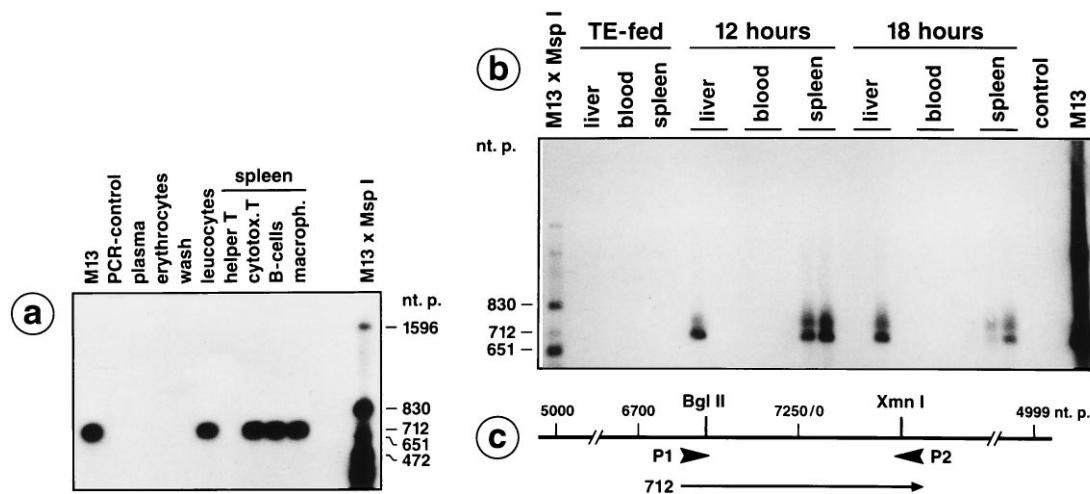 a
spleen
M13
PCR-control
plasma
erythrocytes
wash
leucocytes
helper T
cytotox. T
B-cells
macroph.
M13 x Msp I
nt. p.
1596
830
712
651
472
b
TE-fed
12 hours
18 hours
M13 x Msp I
liver
blood
spleen
liver
blood
spleen
liver
blood
spleen
control
M13
nt. p.
830
712
651
c
5000
6700
Bgl II
7250/0
Xmn I
4999 nt. p.
P1
P2
712